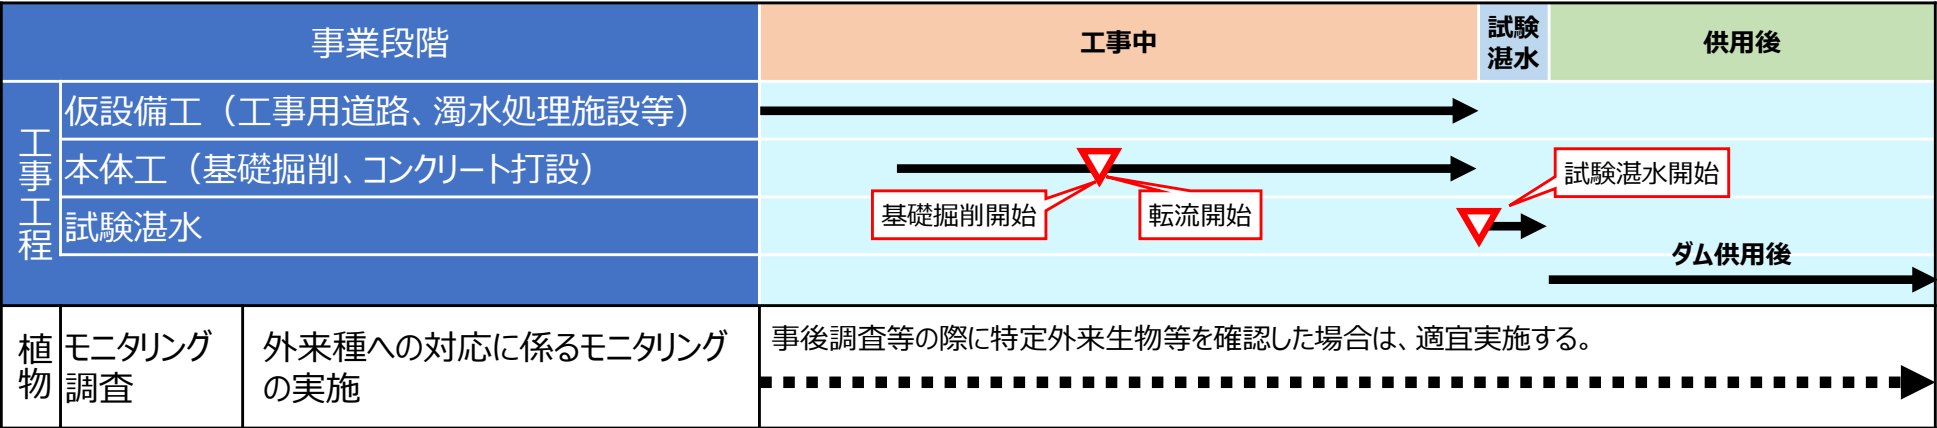 事業段階
工事中
試験
湛水
供用後
工事工程
仮設備工（工事用道路、濁水処理施設等）
本体工（基礎掘削、コンクリート打設）
試験湛水
基礎掘削開始
転流開始
試験湛水開始
ダム供用後
植物
モニタリング
調査
外来種への対応に係るモニタリング
の実施
事後調査等の際に特定外来生物等を確認した場合は、適宜実施する。